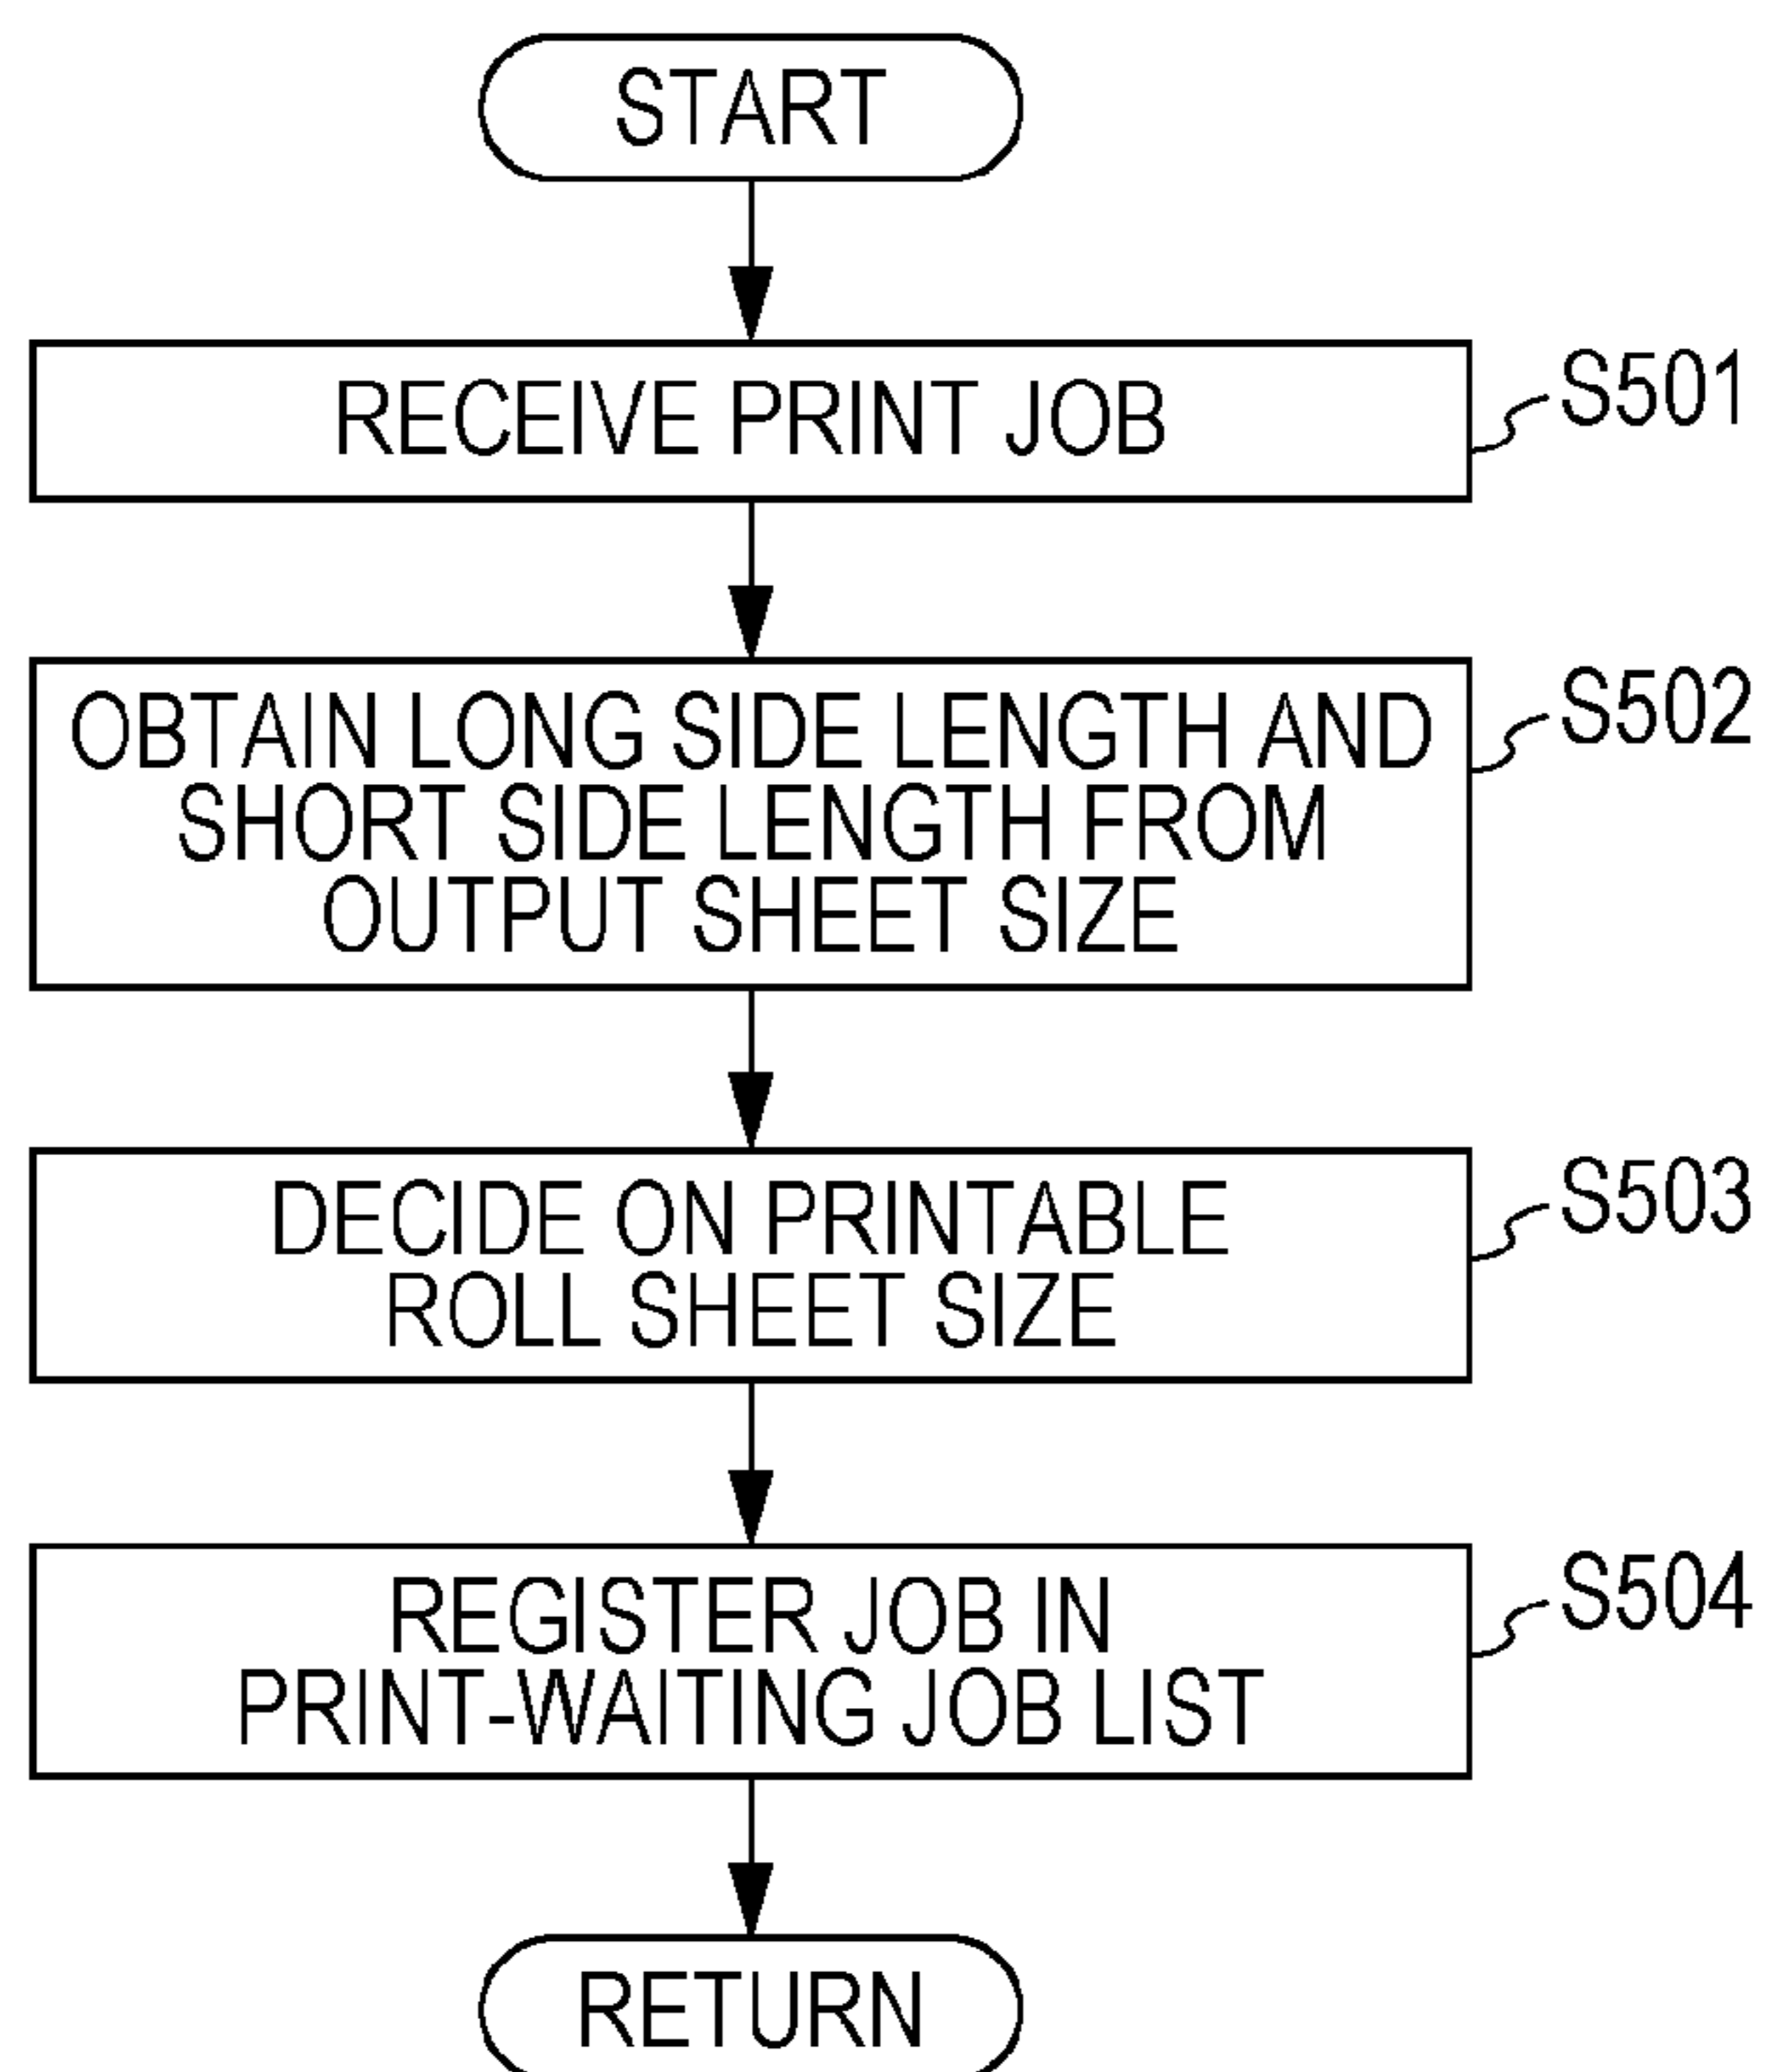 START
RECEIVE PRINT JOB
S501
OBTAIN LONG SIDE LENGTH AND
SHORT SIDE LENGTH FROM
OUTPUT SHEET SIZE
S502
DECIDE ON PRINTABLE
ROLL SHEET SIZE
S503
REGISTER JOB IN
PRINT-WAITING JOB LIST
S504
RETURN